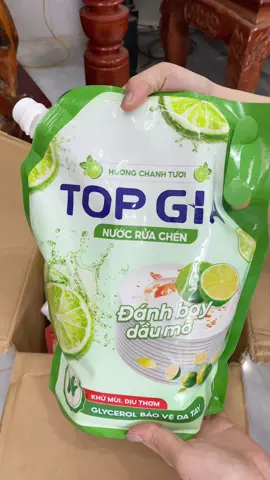 HƯƠNG CHANH TƯƠI
TOP GI
NƯỚC RỬA CHÉN
Đánh bay
dầu mỡ
KHỬ MÙI, DỊU THƠM
GLYCEROL BẢO VỆ DA TAY